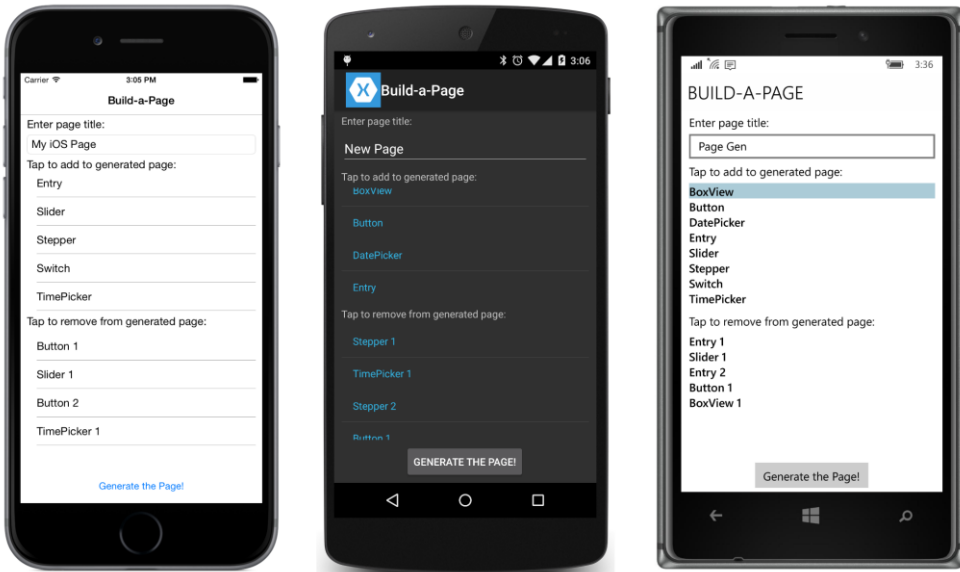 Carrier 3:05 PM
Build-a-Page
Enter page title:
My iOS Page
Tap to add to generated page:
Entry
Slider
Stepper
Switch
TimePicker
Tap to remove from generated page:
Button 1
Slider 1
Button 2
TimePicker 1
Generate the Page!
3:06
X Build-a-Page
Enter page title:
New Page
Tap to add to generated page:
BoxView
Button
DatePicker
Entry
Tap to remove from generated page:
Stepper 1
TimePicker 1
Stepper 2
Button 1
GENERATE THE PAGE!
3:36
BUILD-A-PAGE
Enter page title:
Page Gen
Tap to add to generated page:
BoxView
Button
DatePicker
Entry
Slider
Stepper
Switch
TimePicker
Tap to remove from generated page:
Entry 1
Slider 1
Entry 2
Button 1
BoxView 1
Generate the Page!